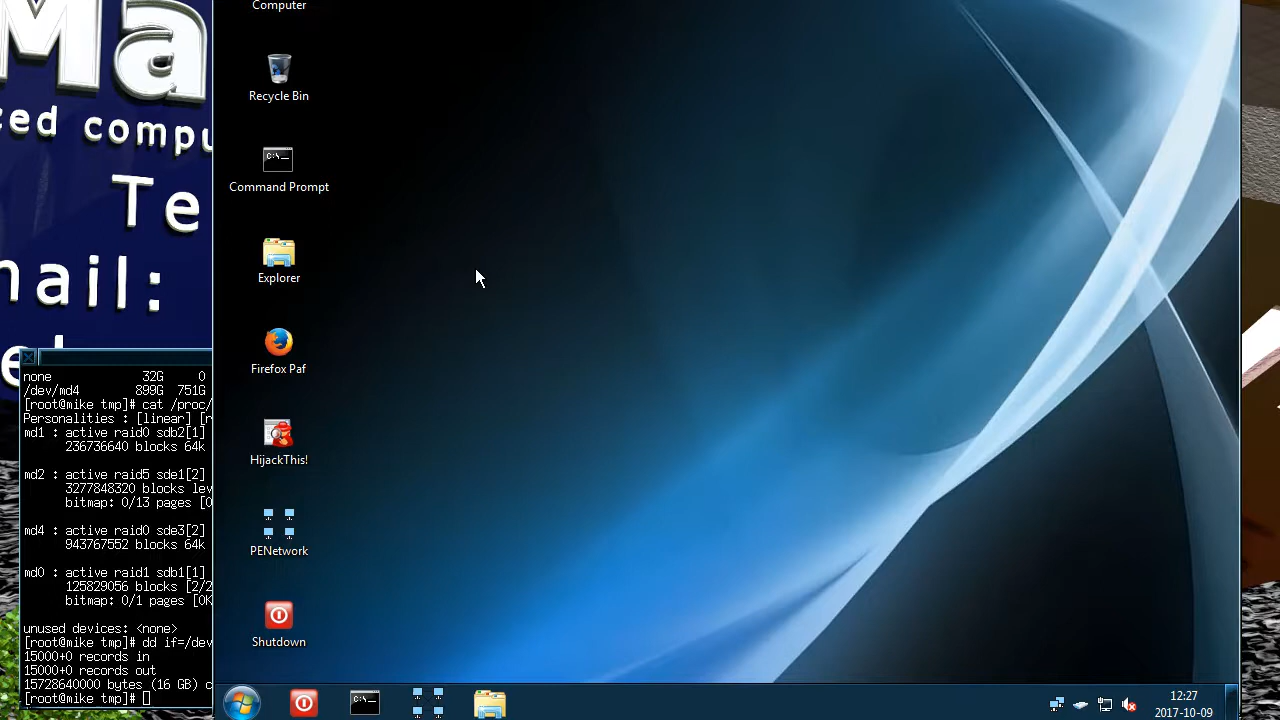 Ma
ced compu
Te
mail:
Computer
Recycle Bin
C:\_
Command Prompt
Explorer
Firefox Paf
HijackThis!
PENetwork
Shutdown
none 32G 0
/dev/md4 899G 751G
[root@mike tmp]# cat /proc/
Personalities : [linear] [r
md1 : active raid0 sdb2[1]
236736640 blocks 64k
md2 : active raid5 sde1[2]
3277848320 blocks lev
bitmap: 0/13 pages [0
md4 : active raid0 sde3[2]
943767552 blocks 64k
md0 : active raid1 sdb1[1]
125829056 blocks [2/2
bitmap: 0/1 pages [0K
unused devices: <none>
[root@mike tmp]# dd if=/dev
15000+0 records in
15000+0 records out
15728640000 bytes (16 GB) c
[root@mike tmp]#
C:\_
12:27
2017-10-09